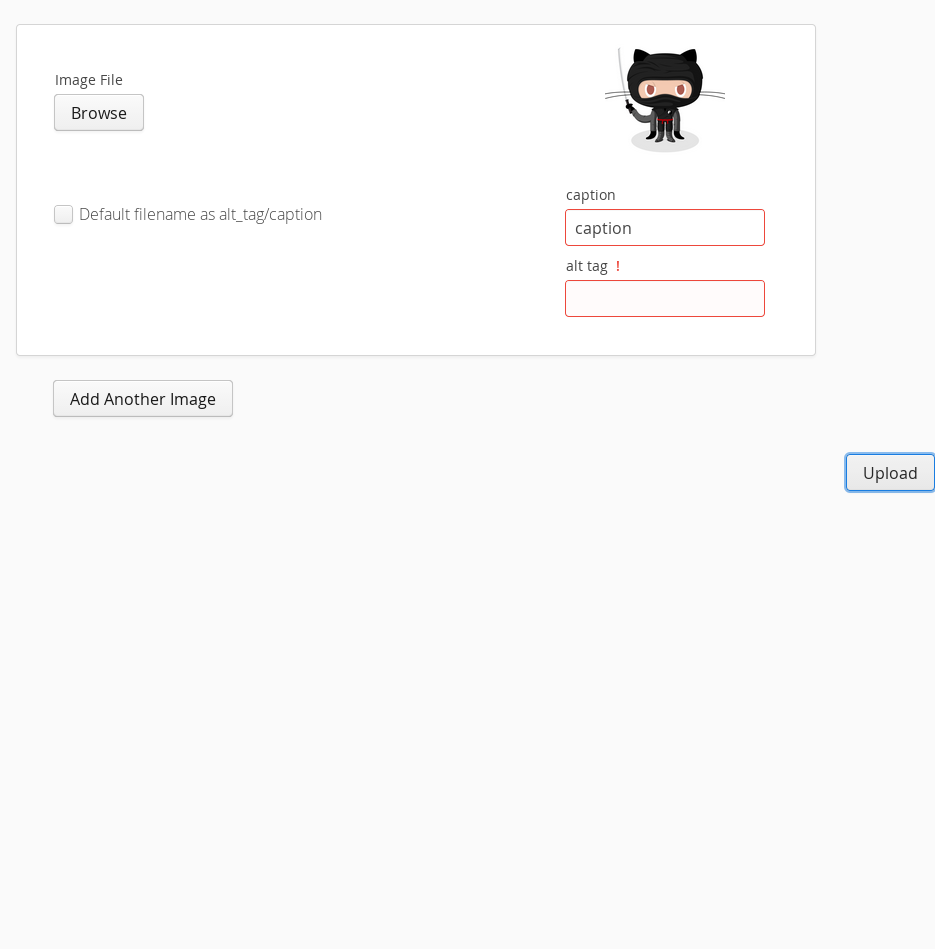 Image File
Browse
Default filename as alt_tag/caption
caption
caption
alt tag !
Add Another Image
Upload